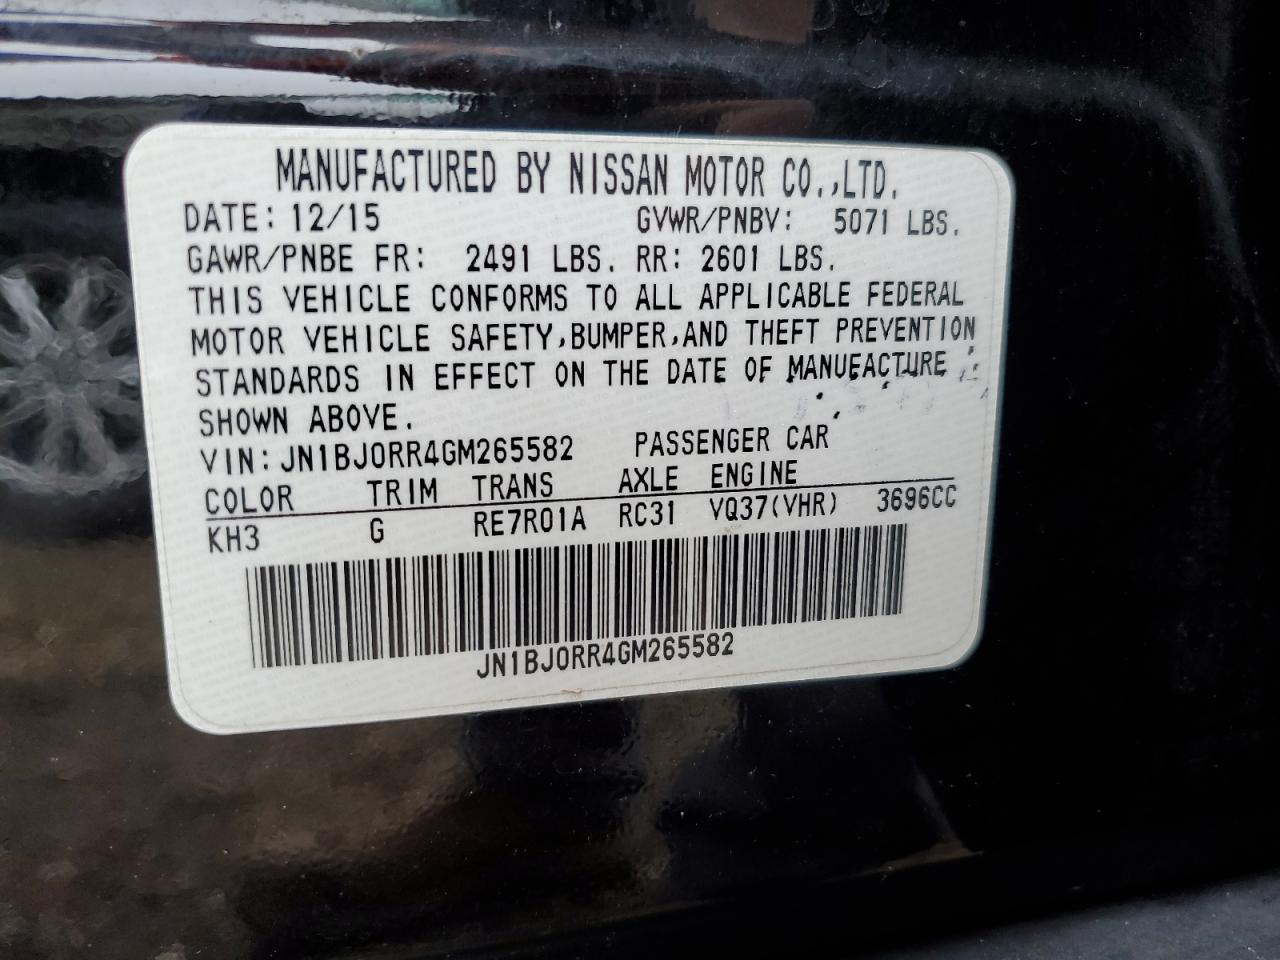 MANUFACTURED BY NISSAN MOTOR CO.,LTD.
DATE: 12/15 GVWR/PNBV: 5071 LBS.
GAWR/PNBE FR: 2491 LBS. RR: 2601 LBS.
THIS VEHICLE CONFORMS TO ALL APPLICABLE FEDERAL
MOTOR VEHICLE SAFETY,BUMPER,AND THEFT PREVENTION
STANDARDS IN EFFECT ON THE DATE OF MANUFACTURE
SHOWN ABOVE.
VIN: JN1BJ0RR4GM265582 PASSENGER CAR
COLOR TRIM TRANS AXLE ENGINE
KH3 G RE7R01A RC31 VQ37(VHR) 3696CC
JN1BJ0RR4GM265582